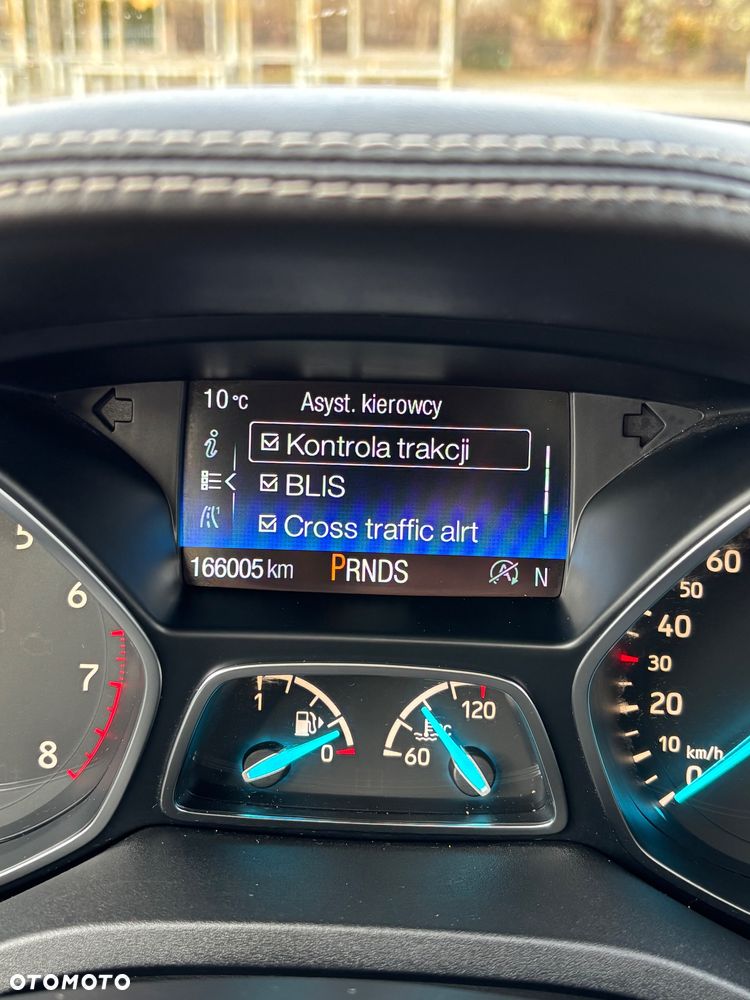 10 °C Asyst. kierowcy
Kontrola trakcji
BLIS
Cross traffic alrt
166005 km PRNDS N
5
6
7
8
1
0
60
120
°C
60
50
40
30
20
10
0
km/h
OTOMOTO